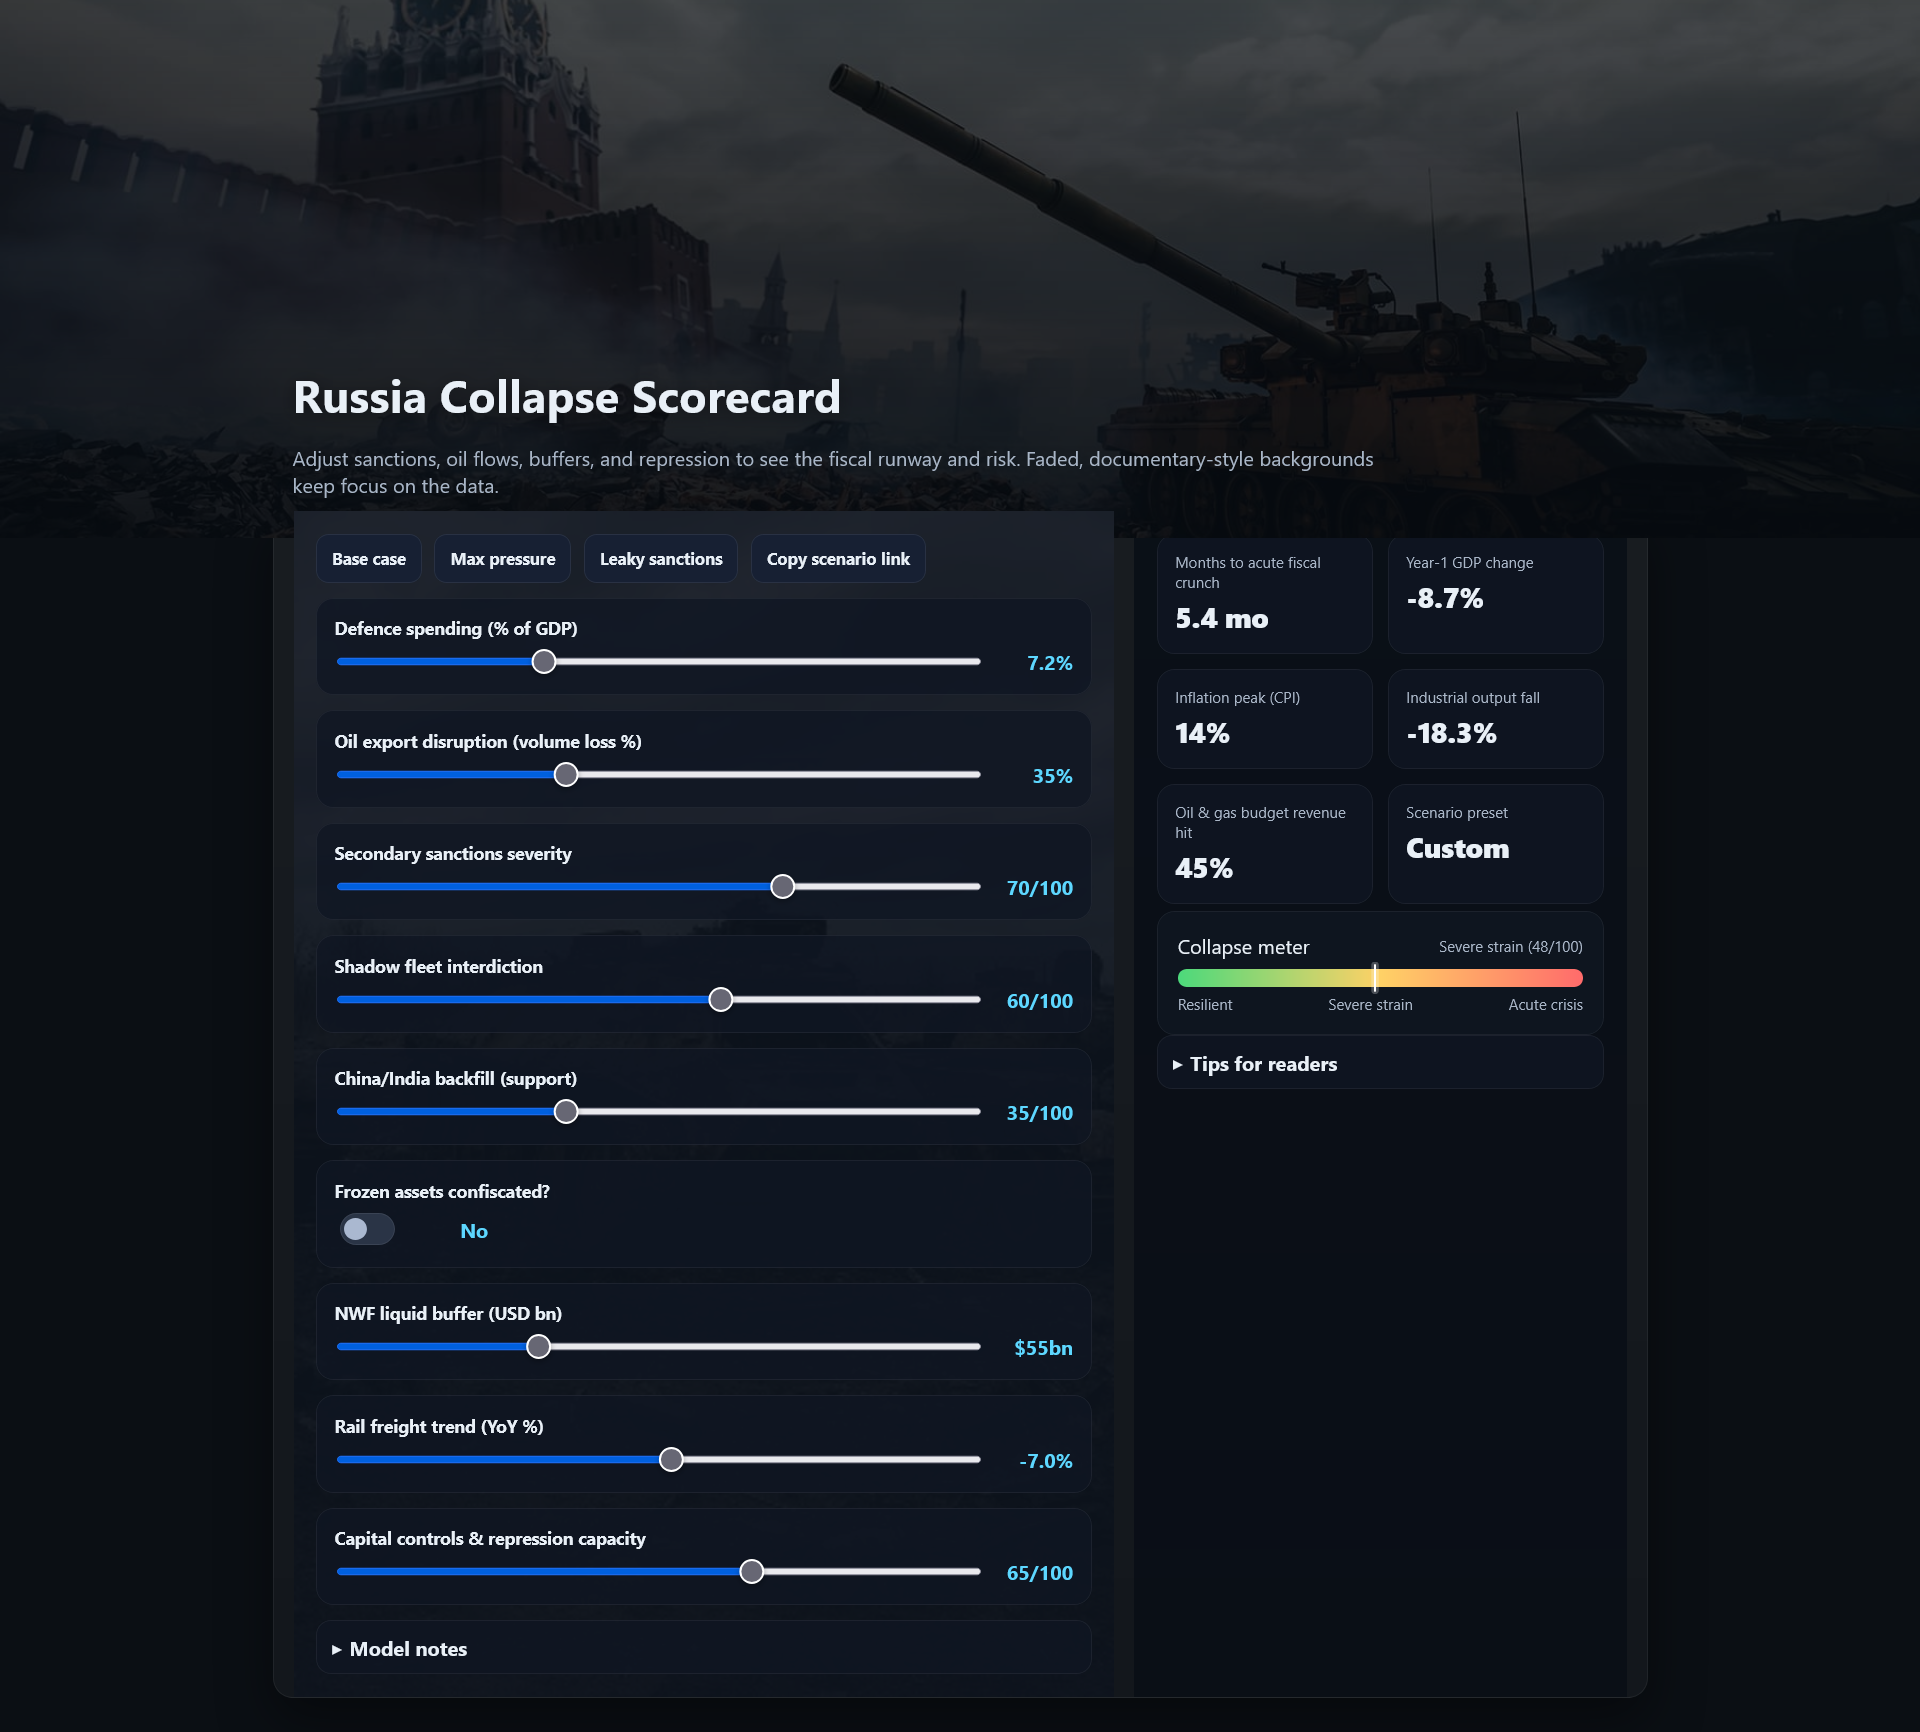 Russia Collapse Scorecard
Adjust sanctions, oil flows, buffers, and repression to see the fiscal runway and risk. Faded, documentary-style backgrounds
keep focus on the data.
Base case
Max pressure
Leaky sanctions
Copy scenario link
Defence spending (% of GDP)
7.2%
Oil export disruption (volume loss %)
35%
Secondary sanctions severity
70/100
Shadow fleet interdiction
60/100
China/India backfill (support)
35/100
Frozen assets confiscated?
No
NWF liquid buffer (USD bn)
$55bn
Rail freight trend (YoY %)
-7.0%
Capital controls & repression capacity
65/100
▸ Model notes
Months to acute fiscal
crunch
5.4 mo
Year-1 GDP change
-8.7%
Inflation peak (CPI)
14%
Industrial output fall
-18.3%
Oil & gas budget revenue
hit
45%
Scenario preset
Custom
Collapse meter
Severe strain (48/100)
Resilient
Severe strain
Acute crisis
▸ Tips for readers